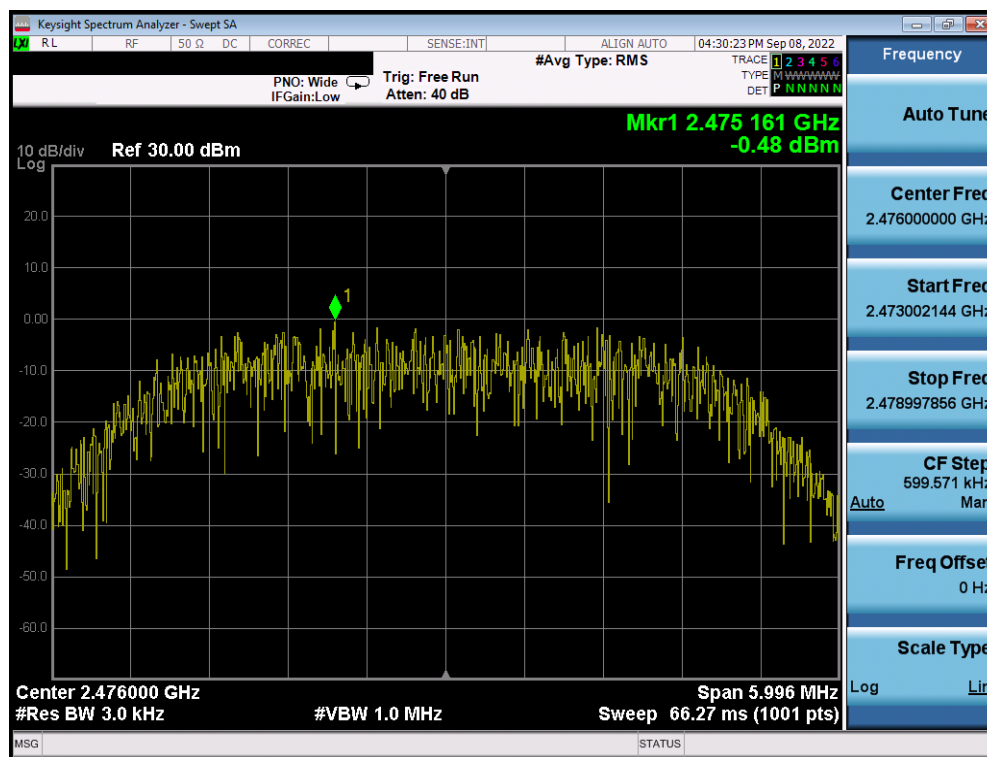 Keysight Spectrum Analyzer - Swept SA
LXI RL RF 50 Ω DC CORREC SENSE:INT ALIGN AUTO 04:30:23 PM Sep 08, 2022
PNO: Wide
IFGain:Low
Trig: Free Run
Atten: 40 dB
#Avg Type: RMS
TRACE 1 2 3 4 5 6
TYPE MWWWWW
DET P N N N N N
Mkr1 2.475 161 GHz
-0.48 dBm
10 dB/div Ref 30.00 dBm
Log
20.0
10.0
0.00
-10.0
-20.0
-30.0
-40.0
-50.0
-60.0
1
Center 2.476000 GHz Span 5.996 MHz
#Res BW 3.0 kHz #VBW 1.0 MHz Sweep 66.27 ms (1001 pts)
MSG STATUS
Frequency
Auto Tune
Center Freq
2.476000000 GHz
Start Freq
2.473002144 GHz
Stop Freq
2.478997856 GHz
CF Step
599.571 kHz
Auto Man
Freq Offset
0 Hz
Scale Type
Log Lin